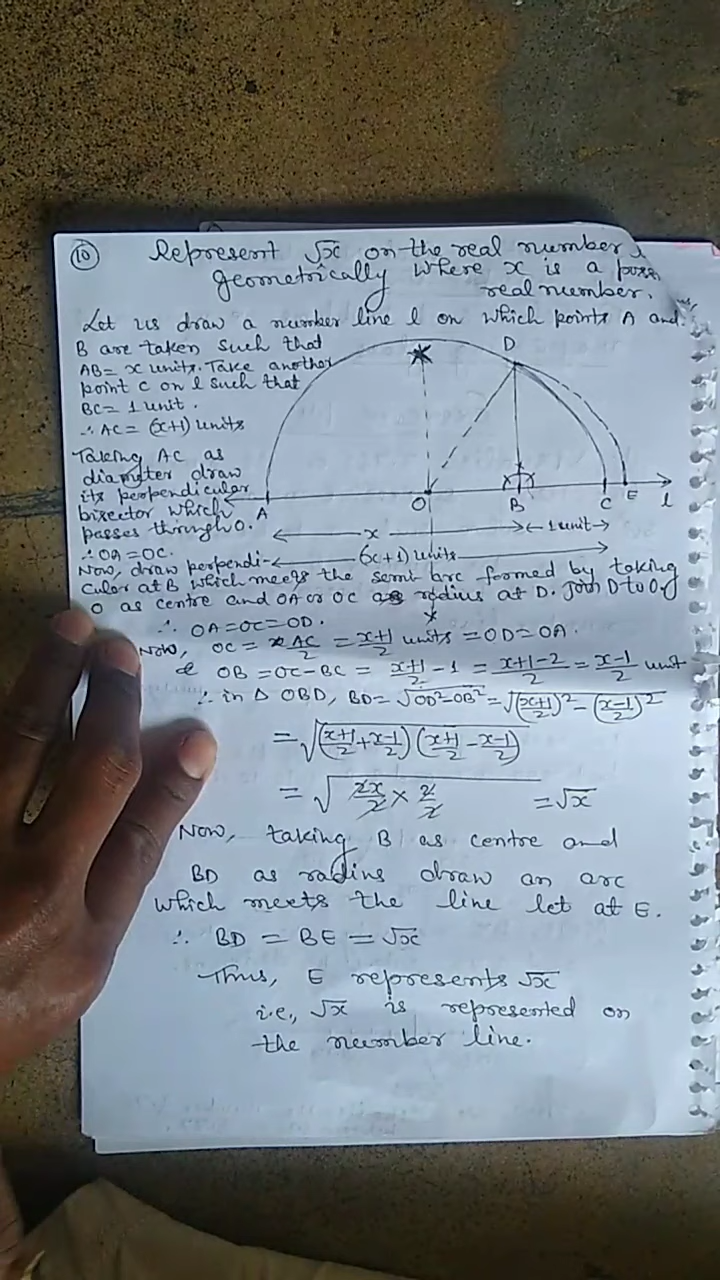 10 Represent √x on the real number
geometrically where x is a
real number.
Let us draw a number line l on which points A and
B are taken such that
AB = x units. Take another
point C on l such that
BC = 1 unit.
∴ AC = (x+1) units
Taking AC as
diameter draw
its perpendicular
bisector which
passes through O.
∴ OA = OC.
D
A O B C E l
x 1 unit
(x+1) units
Now, draw perpendi-
cular at B which meets the semi arc formed by taking
O as centre and OA or OC as radius at D. Join D to O.
∴ OA = OC = OD.
Now, OC = AC/2 = x+1/2 units = OD = OA.
& OB = OC - BC = x+1/2 - 1 = x+1-2/2 = x-1/2 unit
∴ in Δ OBD, BD = √OD² - OB² = √(x+1/2)² - (x-1/2)²
= √(x+1/2 + x-1/2) (x+1/2 - x-1/2)
= √2x/2 × 2/2 = √x
Now, taking B as centre and
BD as radius draw an arc
which meets the line let at E.
∴ BD = BE = √x
Thus, E represents √x
i.e., √x is represented on
the number line.